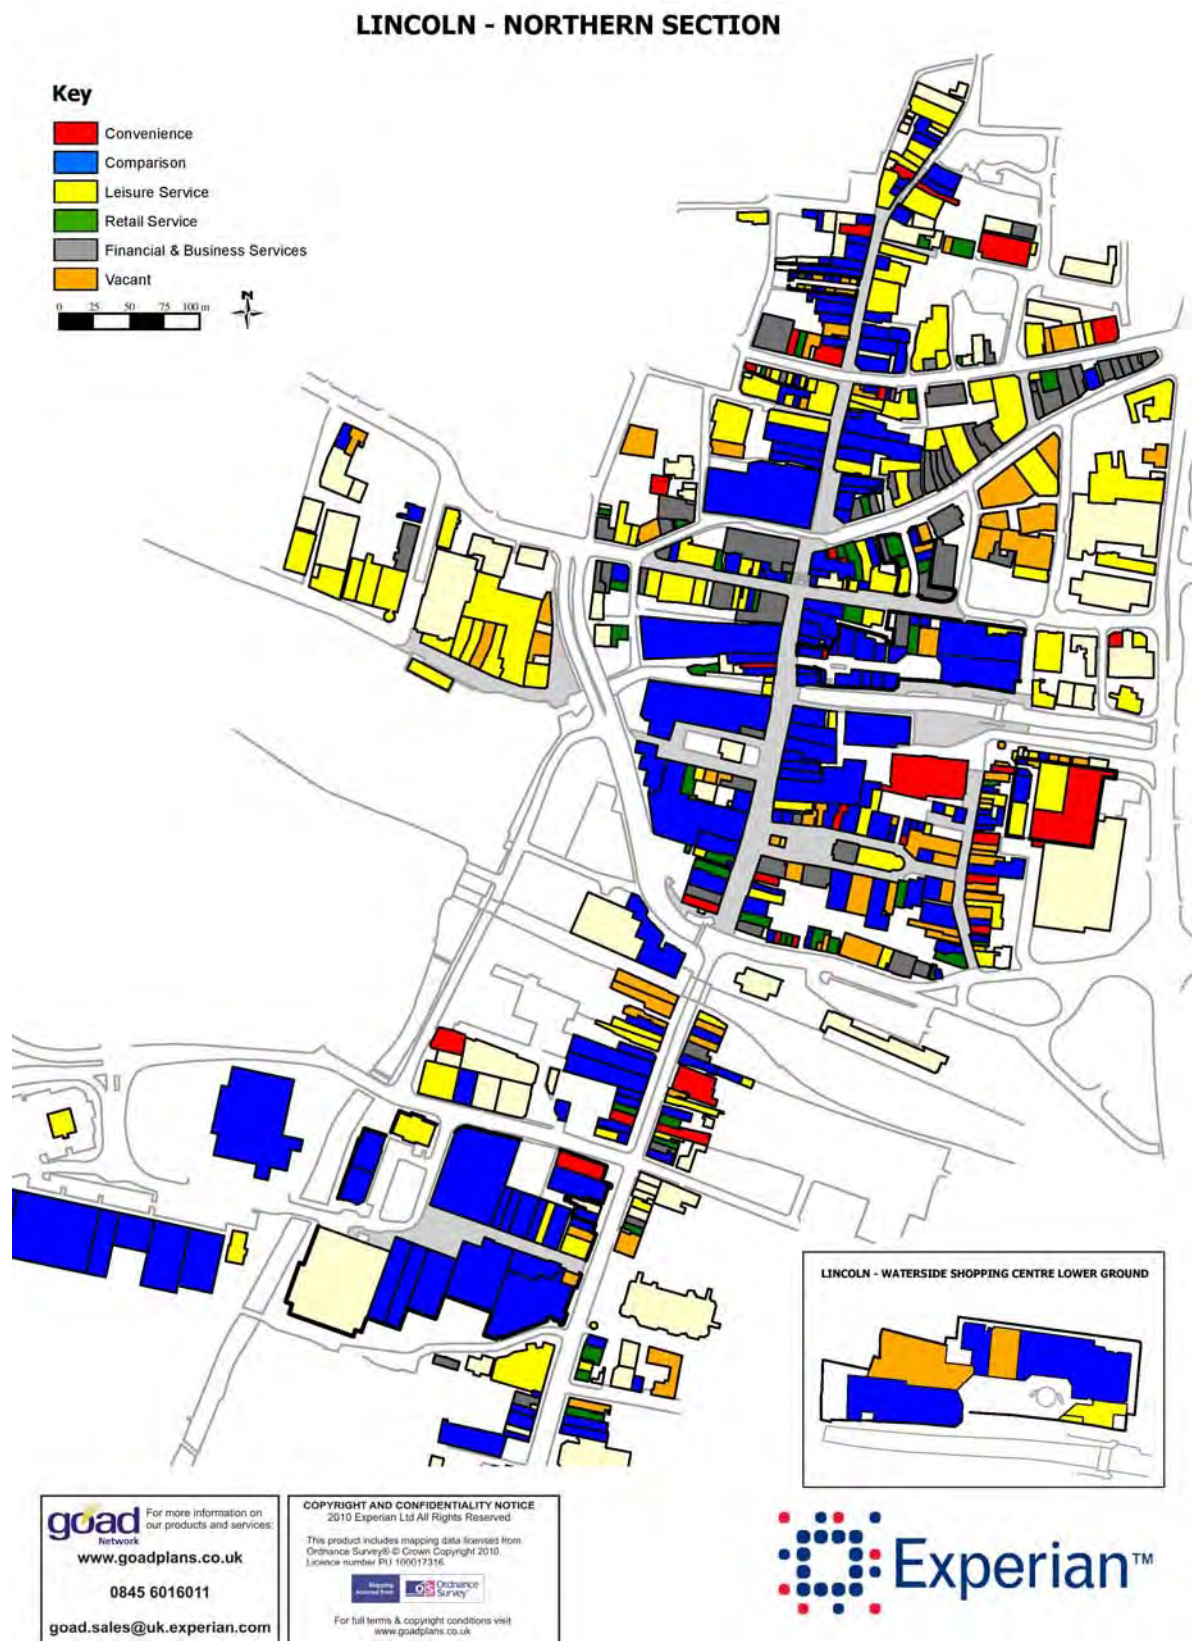 LINCOLN - NORTHERN SECTION
Key
Convenience
Comparison
Leisure Service
Retail Service
Financial & Business Services
Vacant
0 25 50 75 100 m
N
LINCOLN - WATERSIDE SHOPPING CENTRE LOWER GROUND
goad
Network
For more information on
our products and services:
www.goadplans.co.uk
0845 6016011
goad.sales@uk.experian.com
COPYRIGHT AND CONFIDENTIALITY NOTICE
2010 Experian Ltd All Rights Reserved
This product includes mapping data licensed from
Ordnance Survey® © Crown Copyright 2010.
Licence number PU 100017316
Mapping
sourced from
OS Ordnance
Survey
For full terms & copyright conditions visit
www.goadplans.co.uk
Experian™